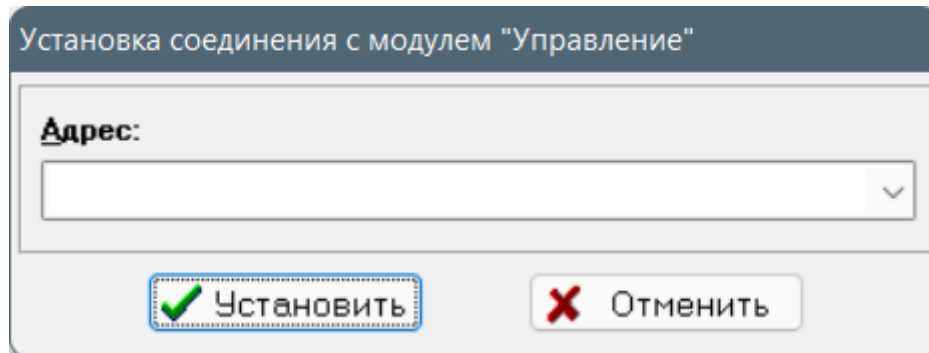 Установка соединения с модулем "Управление"
Адрес:
Установить
Отменить